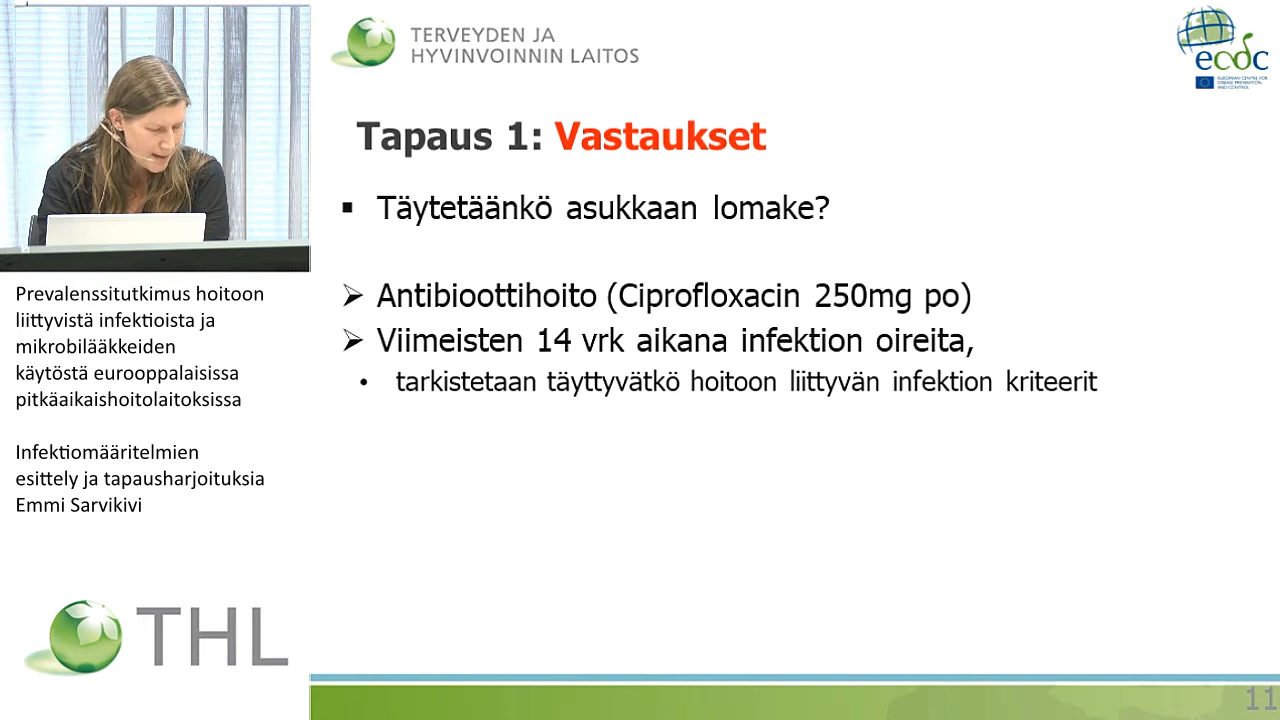 TERVEYDEN JA
HYVINVOINNIN LAITOS
ecdc
EUROPEAN CENTRE FOR
DISEASE PREVENTION
AND CONTROL
Tapaus 1: Vastaukset
▪ Täytetäänkö asukkaan lomake?
➢ Antibioottihoito (Ciprofloxacin 250mg po)
➢ Viimeisten 14 vrk aikana infektion oireita,
• tarkistetaan täyttyvätkö hoitoon liittyvän infektion kriteerit
Prevalenssitutkimus hoitoon
liittyvistä infektioista ja
mikrobilääkkeiden
käytöstä eurooppalaisissa
pitkäaikaishoitolaitoksissa
Infektiomääritelmien
esittely ja tapausharjoituksia
Emmi Sarvikivi
THL
11